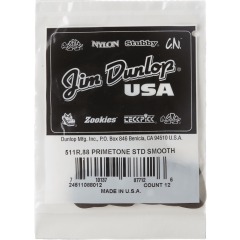 NYLON Stubby
Jim Dunlop
USA
Zookies
Dunlop Mfg. Inc., P.O. Box 846 Benicia, CA 94510 U.S.A.
511R.88 PRIMETONE STD SMOOTH
24611088012 COUNT 12
MADE IN U.S.A.